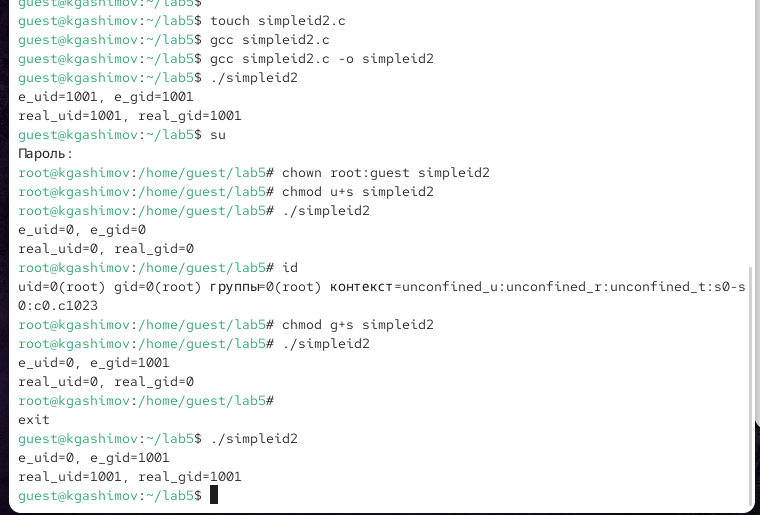 guest@kgashimov:~/lab5$
guest@kgashimov:~/lab5$ touch simpleid2.c
guest@kgashimov:~/lab5$ gcc simpleid2.c
guest@kgashimov:~/lab5$ gcc simpleid2.c -o simpleid2
guest@kgashimov:~/lab5$ ./simpleid2
e_uid=1001, e_gid=1001
real_uid=1001, real_gid=1001
guest@kgashimov:~/lab5$ su
Пароль:
root@kgashimov:/home/guest/lab5# chown root:guest simpleid2
root@kgashimov:/home/guest/lab5# chmod u+s simpleid2
root@kgashimov:/home/guest/lab5# ./simpleid2
e_uid=0, e_gid=0
real_uid=0, real_gid=0
root@kgashimov:/home/guest/lab5# id
uid=0(root) gid=0(root) группы=0(root) контекст=unconfined_u:unconfined_r:unconfined_t:s0-s
0:c0.c1023
root@kgashimov:/home/guest/lab5# chmod g+s simpleid2
root@kgashimov:/home/guest/lab5# ./simpleid2
e_uid=0, e_gid=1001
real_uid=0, real_gid=0
root@kgashimov:/home/guest/lab5#
exit
guest@kgashimov:~/lab5$ ./simpleid2
e_uid=0, e_gid=1001
real_uid=1001, real_gid=1001
guest@kgashimov:~/lab5$